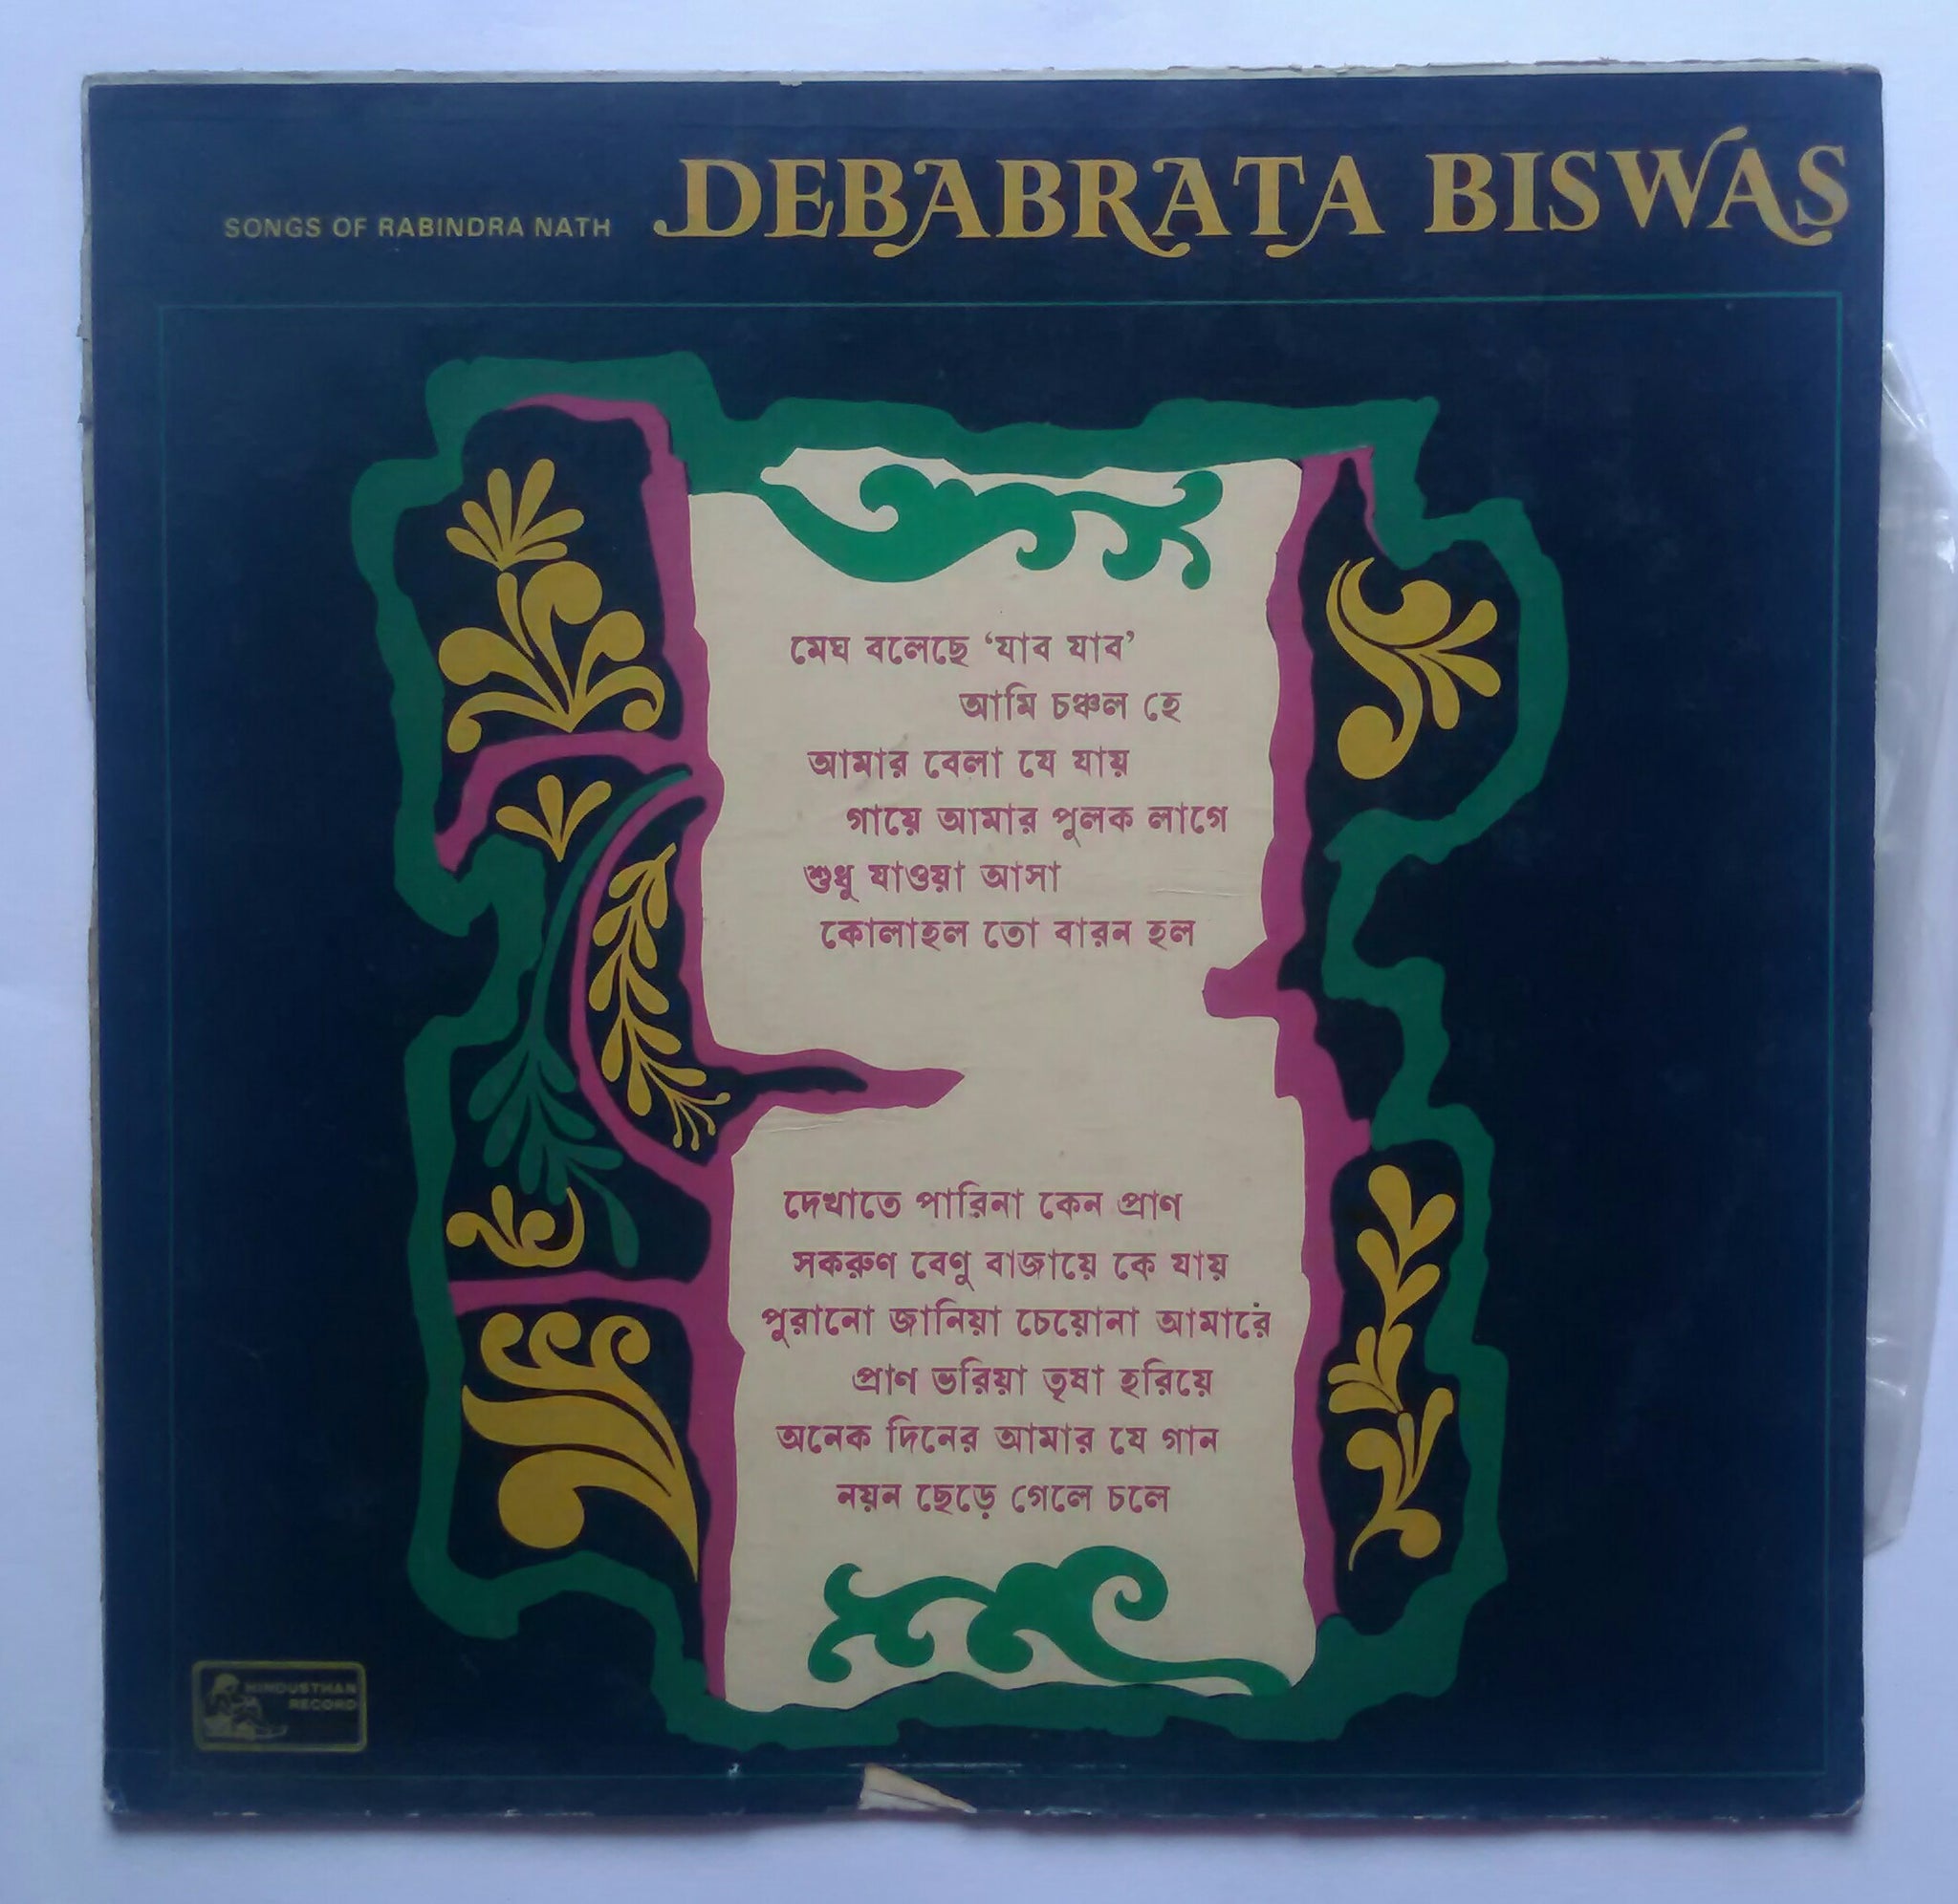 SONGS OF RABINDRA NATH DEBABRATA BISWAS
মেঘ বলেছে ‘যাব যাব’
আমি চঞ্চল হে
আমার বেলা যে যায়
গায়ে আমার পুলক লাগে
শুধু যাওয়া আসা
কোলাহল তো বারন হল
দেখাতে পারিনা কেন প্রাণ
সকরুণ বেণু বাজায়ে কে যায়
পুরানো জানিয়া চেয়োনা আমারে
প্রাণ ভরিয়া তৃষা হরিয়ে
অনেক দিনের আমার যে গান
নয়ন ছেড়ে গেলে চলে
HINDUSTHAN
RECORD